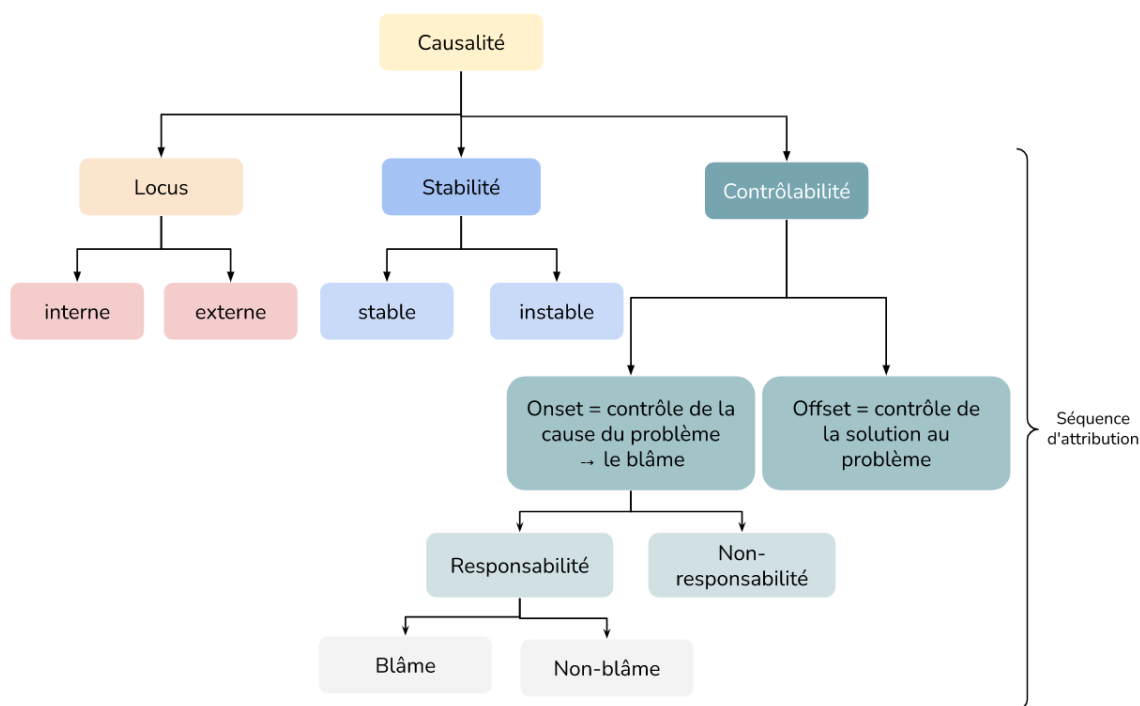 Causalité
Locus
Stabilité
Contrôlabilité
interne
externe
stable
instable
Onset = contrôle de la
cause du problème
→ le blâme
Offset = contrôle de
la solution au
problème
Séquence
d'attribution
Responsabilité
Non-
responsabilité
Blâme
Non-blâme